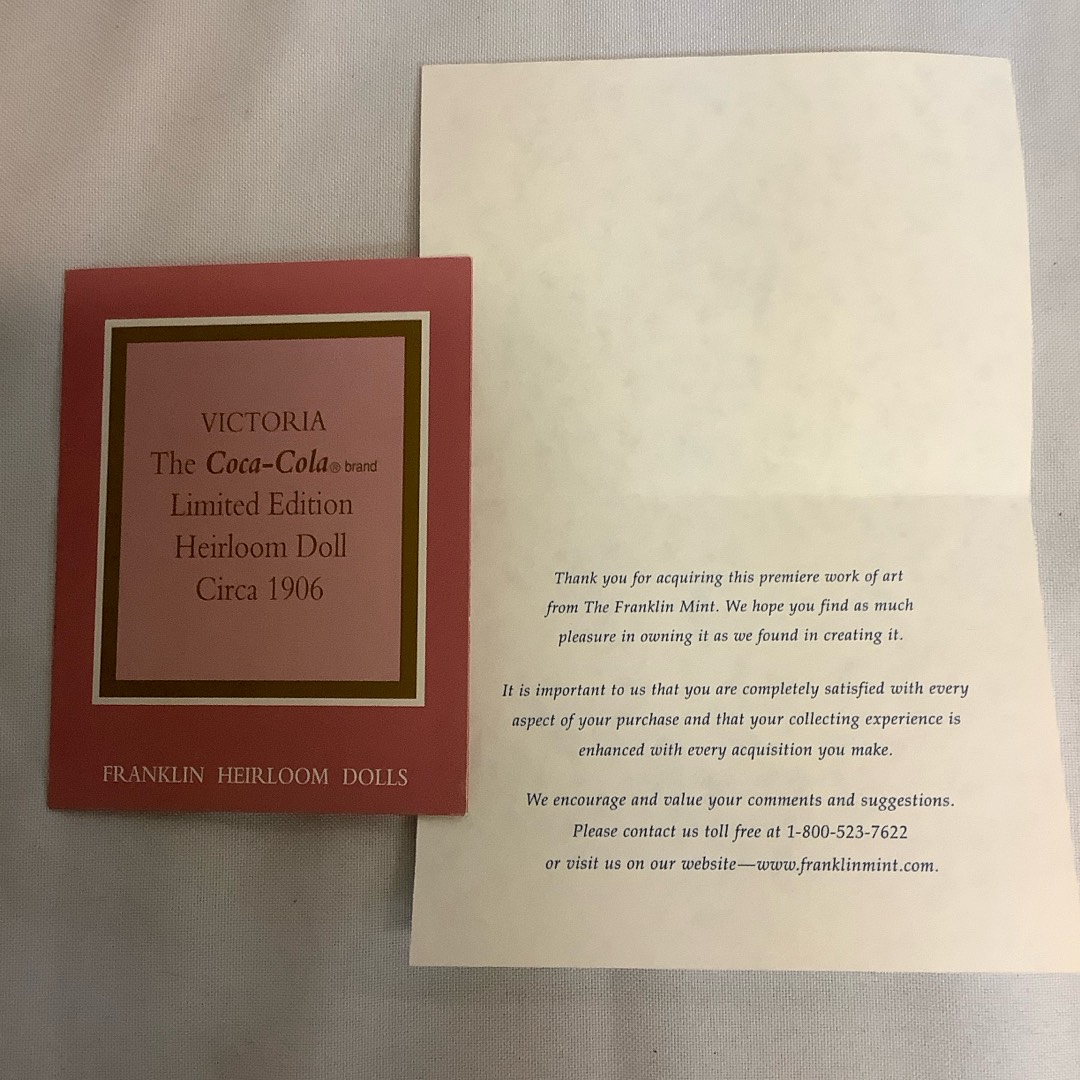 VICTORIA
The Coca-Cola® brand
Limited Edition
Heirloom Doll
Circa 1906
FRANKLIN HEIRLOOM DOLLS
Thank you for acquiring this premiere work of art
from The Franklin Mint. We hope you find as much
pleasure in owning it as we found in creating it.
It is important to us that you are completely satisfied with every
aspect of your purchase and that your collecting experience is
enhanced with every acquisition you make.
We encourage and value your comments and suggestions.
Please contact us toll free at 1-800-523-7622
or visit us on our website—www.franklinmint.com.